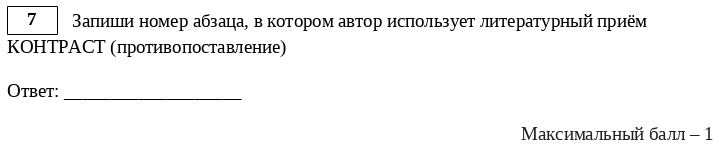 7 Запиши номер абзаца, в котором автор использует литературный приём
КОНТРАСТ (противопоставление)
Ответ: ___________________
Максимальный балл – 1